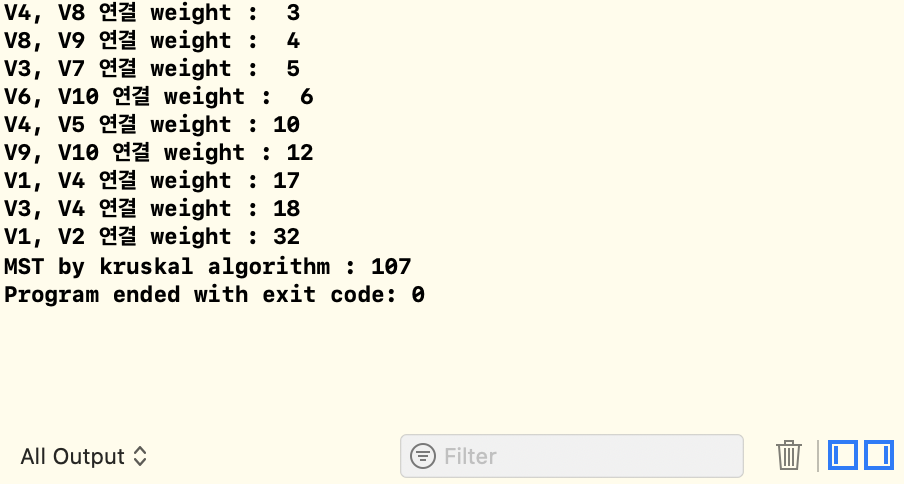 V4, V8 연결 weight :  3
V8, V9 연결 weight :  4
V3, V7 연결 weight :  5
V6, V10 연결 weight :  6
V4, V5 연결 weight : 10
V9, V10 연결 weight : 12
V1, V4 연결 weight : 17
V3, V4 연결 weight : 18
V1, V2 연결 weight : 32
MST by kruskal algorithm : 107
Program ended with exit code: 0
All Output
Filter